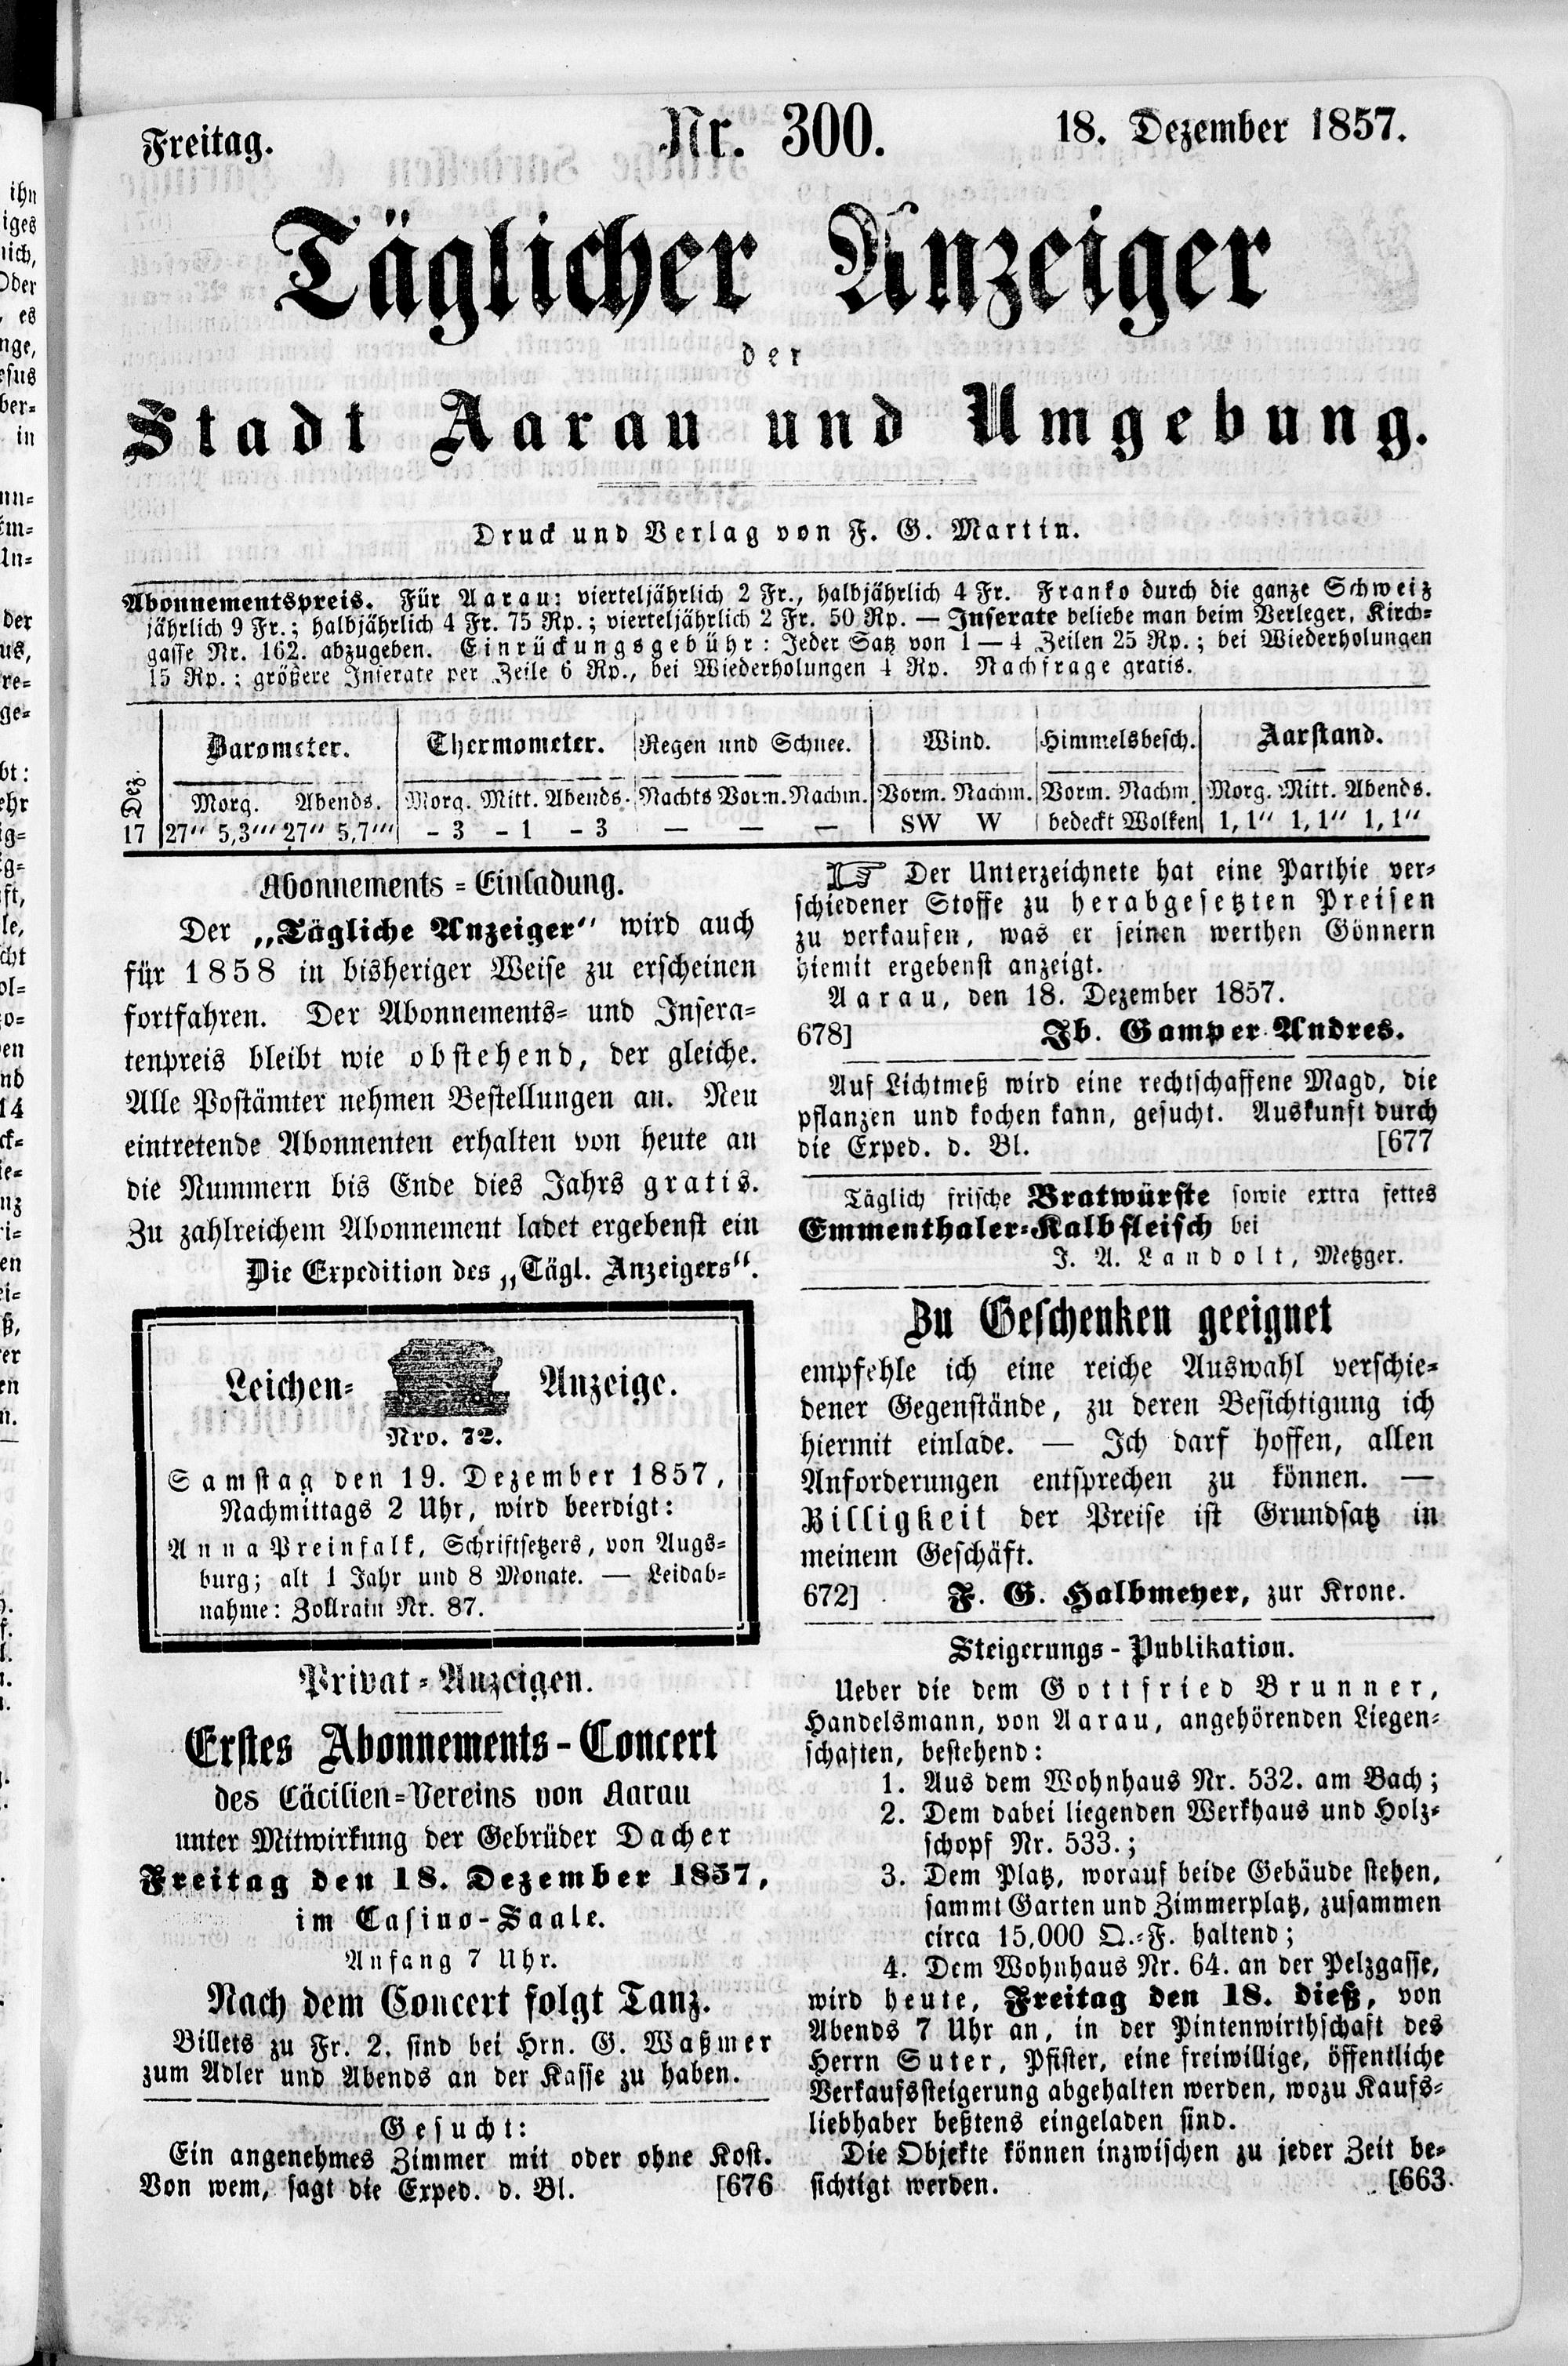 Freitag.
Nr. 300.
18. Dezember 1857.
Täglicher Anzeiger
der
Stadt Aarau und Umgebung.
Druck und Verlag von F. G. Martin.
Abonnementspreis. Für Aarau: vierteljährlich 2 Fr., halbjährlich 4 Fr. Franko durch die ganze Schweiz
jährlich 9 Fr.; halbjährlich 4 Fr. 75 Rp.; vierteljährlich 2 Fr. 50 Rp. — Inserate beliebe man beim Verleger, Kirch-
gasse Nr. 162. abzugeben. Einrückungsgebühr: Jeder Satz von 1—4 Zeilen 25 Rp.; bei Wiederholungen
15 Rp.; größere Inserate per Zeile 6 Rp., bei Wiederholungen 4 Rp. Nachfrage gratis.
Dez. Barometer. Thermometer. Regen und Schnee. Wind. Himmelsbesch. Aarstand.
Morg. Abends. Morg. Mitt. Abends. Nachts Vorm. Nachm. Vorm. Nachm. Vorm. Nachm. Morg. Mitt. Abends.
17 27'' 5,3''' 27'' 5,7''' - 3 - 1 - 3 — — — SW W bedeckt Wolken 1,1'' 1,1'' 1,1''
Abonnements-Einladung.
Der „Tägliche Anzeiger“ wird auch
für 1858 in bisheriger Weise zu erscheinen
fortfahren. Der Abonnements- und Insera-
tenpreis bleibt wie obstehend, der gleiche.
Alle Postämter nehmen Bestellungen an. Neu
eintretende Abonnenten erhalten von heute an
die Nummern bis Ende dies Jahrs gratis.
Zu zahlreichem Abonnement ladet ergebenst ein
Die Expedition des „Tägl. Anzeigers“.
Leichen- Anzeige.
Nro. 72.
Samstag den 19. Dezember 1857,
Nachmittags 2 Uhr, wird beerdigt:
Anna Preinfalk, Schriftsetzers, von Augs-
burg; alt 1 Jahr und 8 Monate. — Leidab-
nahme: Zollrain Nr. 87.
Privat-Anzeigen.
Erstes Abonnements-Concert
des Cäcilien-Vereins von Aarau
unter Mitwirkung der Gebrüder Dacher
Freitag den 18. Dezember 1857,
im Casino-Saale.
Anfang 7 Uhr.
Nach dem Concert folgt Tanz.
Billets zu Fr. 2. sind bei Hrn. G. Waßmer
zum Adler und Abends an der Kasse zu haben.
Gesucht:
Ein angenehmes Zimmer mit oder ohne Kost.
Von wem, sagt die Exped. d. Bl. [676
☞ Der Unterzeichnete hat eine Parthie ver-
schiedener Stoffe zu herabgesetzten Preisen
zu verkaufen, was er seinen werthen Gönnern
hiemit ergebenst anzeigt.
Aarau, den 18. Dezember 1857.
678] Jb. Gamper-Andres.
Auf Lichtmeß wird eine rechtschaffene Magd, die
pflanzen und kochen kann, gesucht. Auskunft durch
die Exped. d. Bl. [677
Täglich frische Bratwürste sowie extra fettes
Emmenthaler-Kalbfleisch bei
J. A. Landolt, Metzger.
Zu Geschenken geeignet
empfehle ich eine reiche Auswahl verschie-
dener Gegenstände, zu deren Besichtigung ich
hiermit einlade. — Ich darf hoffen, allen
Anforderungen entsprechen zu können. —
Billigkeit der Preise ist Grundsatz in
meinem Geschäft.
672] F. G. Halbmeyer, zur Krone.
Steigerungs-Publikation.
Ueber die dem Gottfried Brunner,
Handelsmann, von Aarau, angehörenden Liegen-
schaften, bestehend:
1. Aus dem Wohnhaus Nr. 532. am Bach;
2. Dem dabei liegenden Werkhaus und Holz-
schopf Nr. 533.;
3. Dem Platz, worauf beide Gebäude stehen,
sammt Garten und Zimmerplatz, zusammen
circa 15,000 Q.-F. haltend;
4. Dem Wohnhaus Nr. 64. an der Pelzgasse,
wird heute, Freitag den 18. dieß, von
Abends 7 Uhr an, in der Pintenwirthschaft des
Herrn Suter, Pfister, eine freiwillige, öffentliche
Verkaufssteigerung abgehalten werden, wozu Kaufs-
liebhaber beßtens eingeladen sind.
Die Objekte können inzwischen zu jeder Zeit be-
sichtigt werden. [663